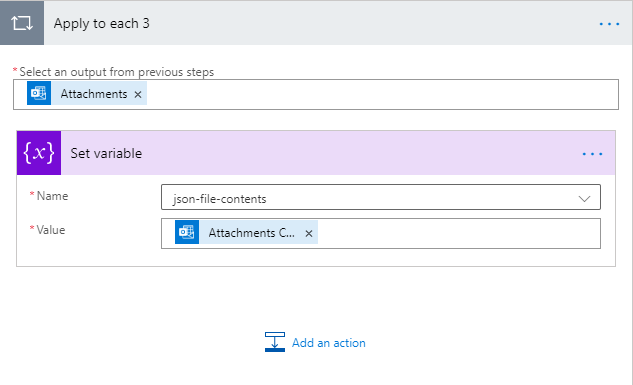 Apply to each 3 ...
*Select an output from previous steps
Attachments ×
{x} Set variable ...
*Name json-file-contents
*Value Attachments C... ×
Add an action